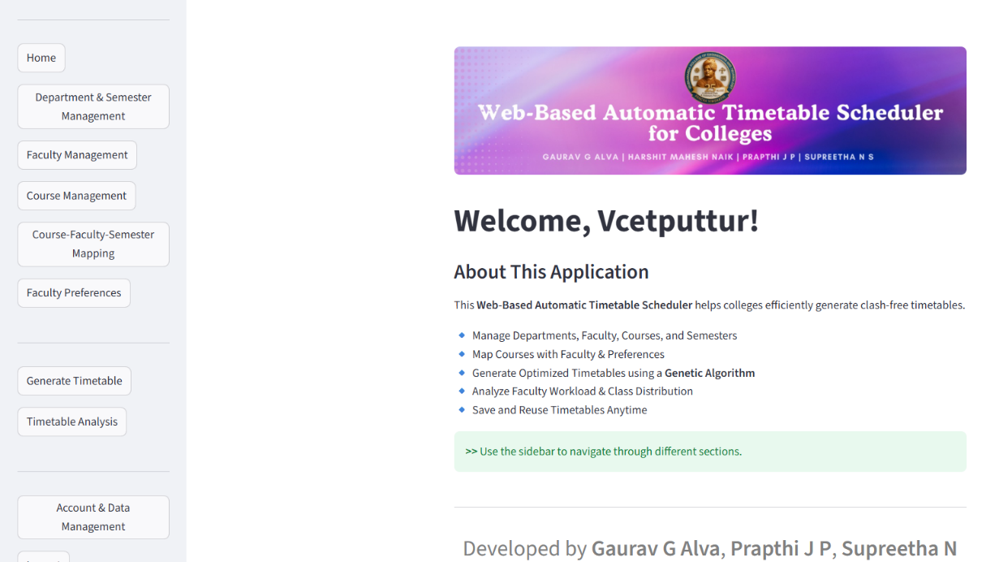 Home
Department & Semester
Management
Faculty Management
Course Management
Course-Faculty-Semester
Mapping
Faculty Preferences
Generate Timetable
Timetable Analysis
Account & Data
Management
Web-Based Automatic Timetable Scheduler
for Colleges
GAURAV G ALVA | HARSHIT MAHESH NAIK | PRAPTHI J P | SUPREETHA N S
Welcome, Vcetputtur!
About This Application
This Web-Based Automatic Timetable Scheduler helps colleges efficiently generate clash-free timetables.
Manage Departments, Faculty, Courses, and Semesters
Map Courses with Faculty & Preferences
Generate Optimized Timetables using a Genetic Algorithm
Analyze Faculty Workload & Class Distribution
Save and Reuse Timetables Anytime
>> Use the sidebar to navigate through different sections.
Developed by Gaurav G Alva, Prapthi J P, Supreetha N